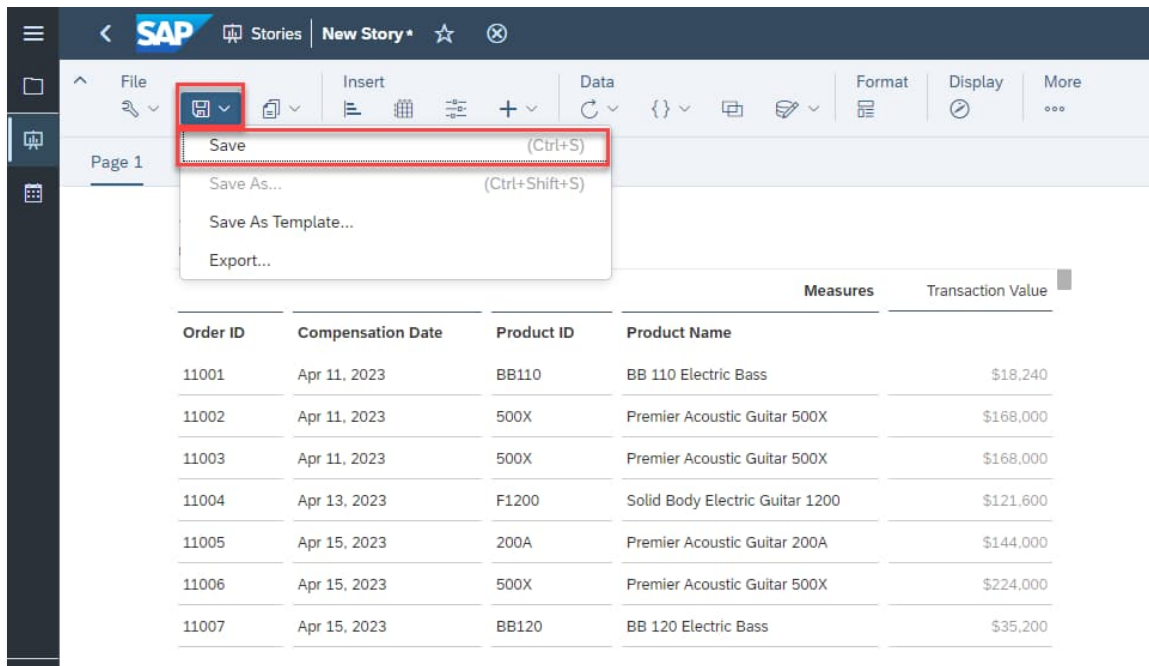 SAP Stories New Story *
File Insert Data Format Display More
Save (Ctrl+S)
Page 1
Save As... (Ctrl+Shift+S)
Save As Template...
Export...
Measures Transaction Value
Order ID Compensation Date Product ID Product Name
11001 Apr 11, 2023 BB110 BB 110 Electric Bass $18,240
11002 Apr 11, 2023 500X Premier Acoustic Guitar 500X $168,000
11003 Apr 11, 2023 500X Premier Acoustic Guitar 500X $168,000
11004 Apr 13, 2023 F1200 Solid Body Electric Guitar 1200 $121,600
11005 Apr 15, 2023 200A Premier Acoustic Guitar 200A $144,000
11006 Apr 15, 2023 500X Premier Acoustic Guitar 500X $224,000
11007 Apr 15, 2023 BB120 BB 120 Electric Bass $35,200